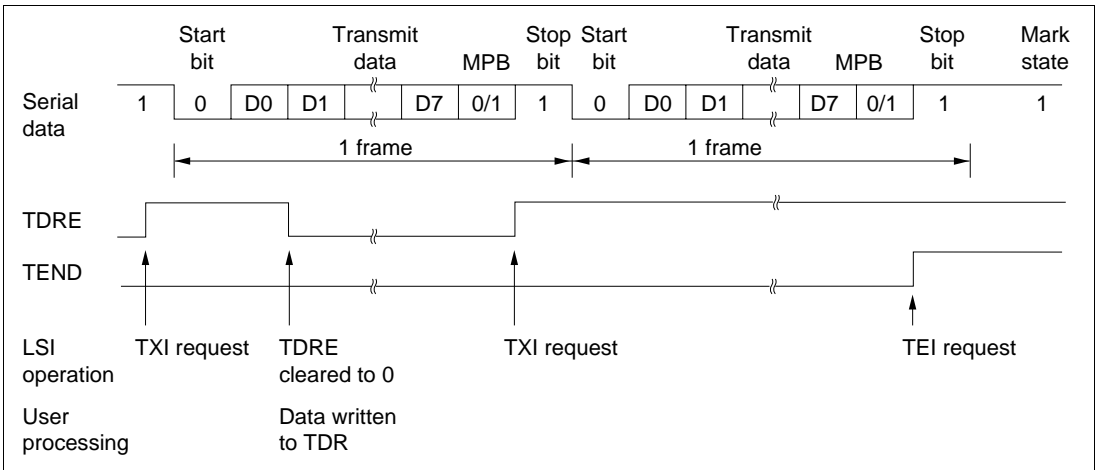 Start Transmit Stop Start Transmit Stop Mark
bit data MPB bit bit data MPB bit state
Serial 1 0 D0 D1 D7 0/1 1 0 D0 D1 D7 0/1 1 1
data
1 frame 1 frame
TDRE
TEND
LSI TXI request TDRE TXI request TEI request
operation cleared to 0
User Data written
processing to TDR